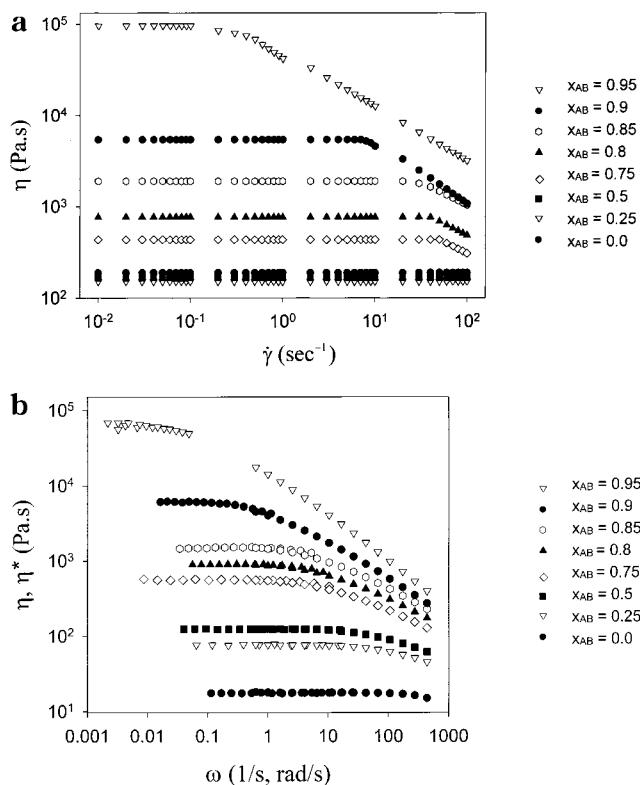 a
10⁵
10⁴
10³
10²
η (Pa.s)
10⁻²
10⁻¹
10⁰
10¹
10²
γ̇ (sec⁻¹)
xAB = 0.95
xAB = 0.9
xAB = 0.85
xAB = 0.8
xAB = 0.75
xAB = 0.5
xAB = 0.25
xAB = 0.0
b
10⁵
10⁴
10³
10²
10¹
η, η* (Pa.s)
0.001
0.01
0.1
1
10
100
1000
ω (1/s, rad/s)
xAB = 0.95
xAB = 0.9
xAB = 0.85
xAB = 0.8
xAB = 0.75
xAB = 0.5
xAB = 0.25
xAB = 0.0